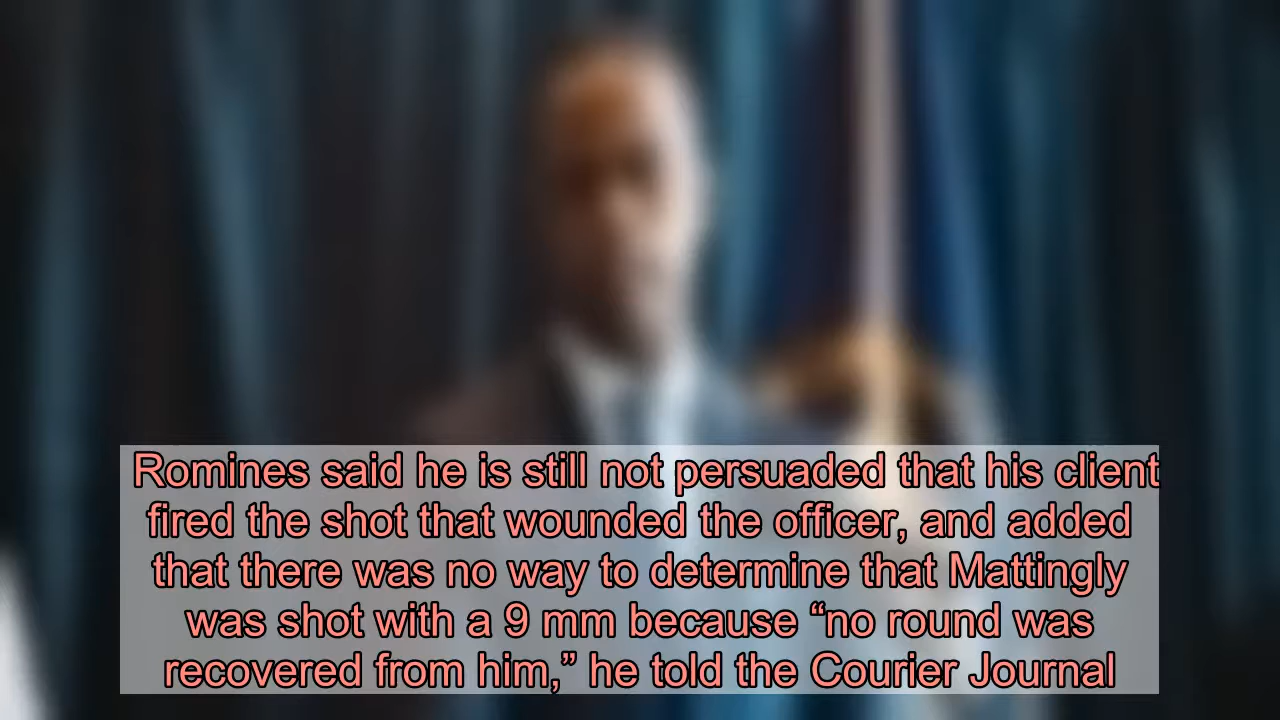 Romines said he is still not persuaded that his client
fired the shot that wounded the officer, and added
that there was no way to determine that Mattingly
was shot with a 9 mm because “no round was
recovered from him,” he told the Courier Journal